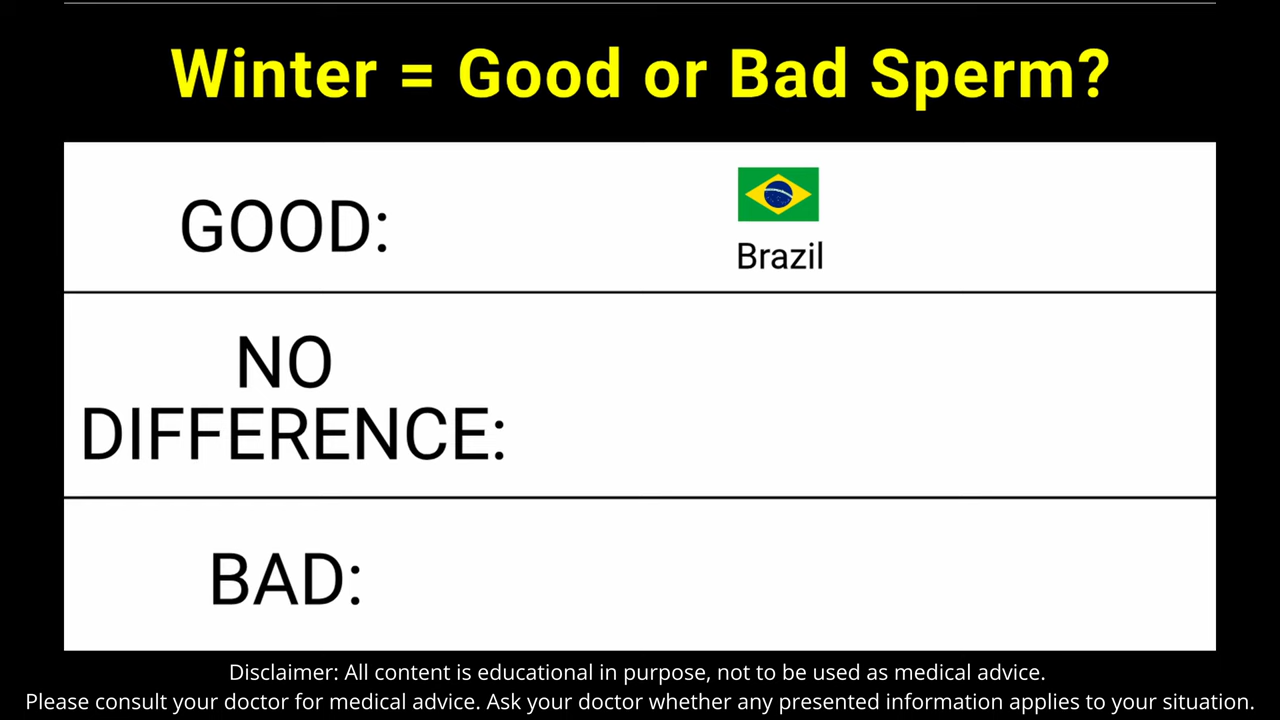 Winter = Good or Bad Sperm?
GOOD:
Brazil
NO
DIFFERENCE:
BAD:
Disclaimer: All content is educational in purpose, not to be used as medical advice.
Please consult your doctor for medical advice. Ask your doctor whether any presented information applies to your situation.